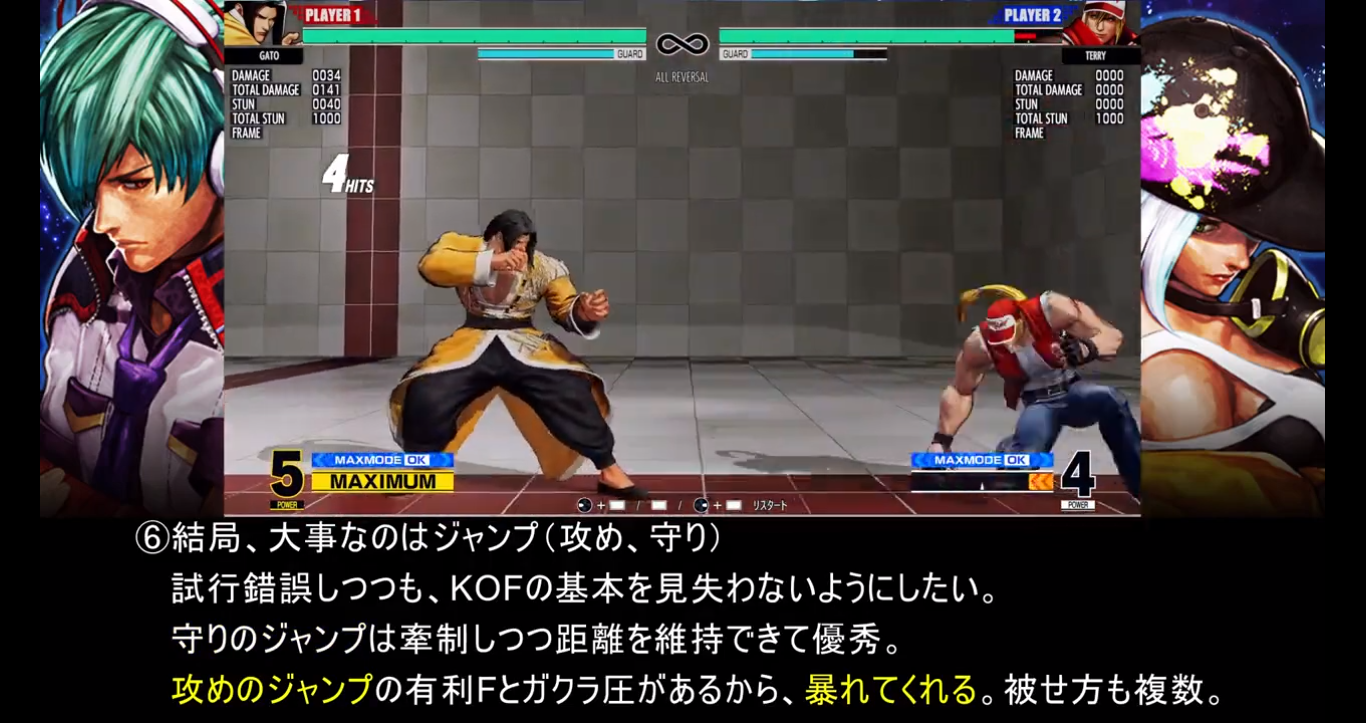 PLAYER 1
PLAYER 2
GATO
TERRY
GUARD
GUARD
ALL REVERSAL
DAMAGE 0034
TOTAL DAMAGE 0141
STUN 0040
TOTAL STUN 1000
FRAME
DAMAGE 0000
TOTAL DAMAGE 0000
STUN 0000
TOTAL STUN 1000
FRAME
4 HITS
5
POWER
MAXMODE OK
MAXIMUM
MAXMODE OK
4
POWER
+ / / + リスタート
⑥結局、大事なのはジャンプ（攻め、守り）
試行錯誤しつつも、KOFの基本を見失わないようにしたい。
守りのジャンプは牽制しつつ距離を維持できて優秀。
攻めのジャンプの有利Fとガクラ圧があるから、暴れてくれる。被せ方も複数。